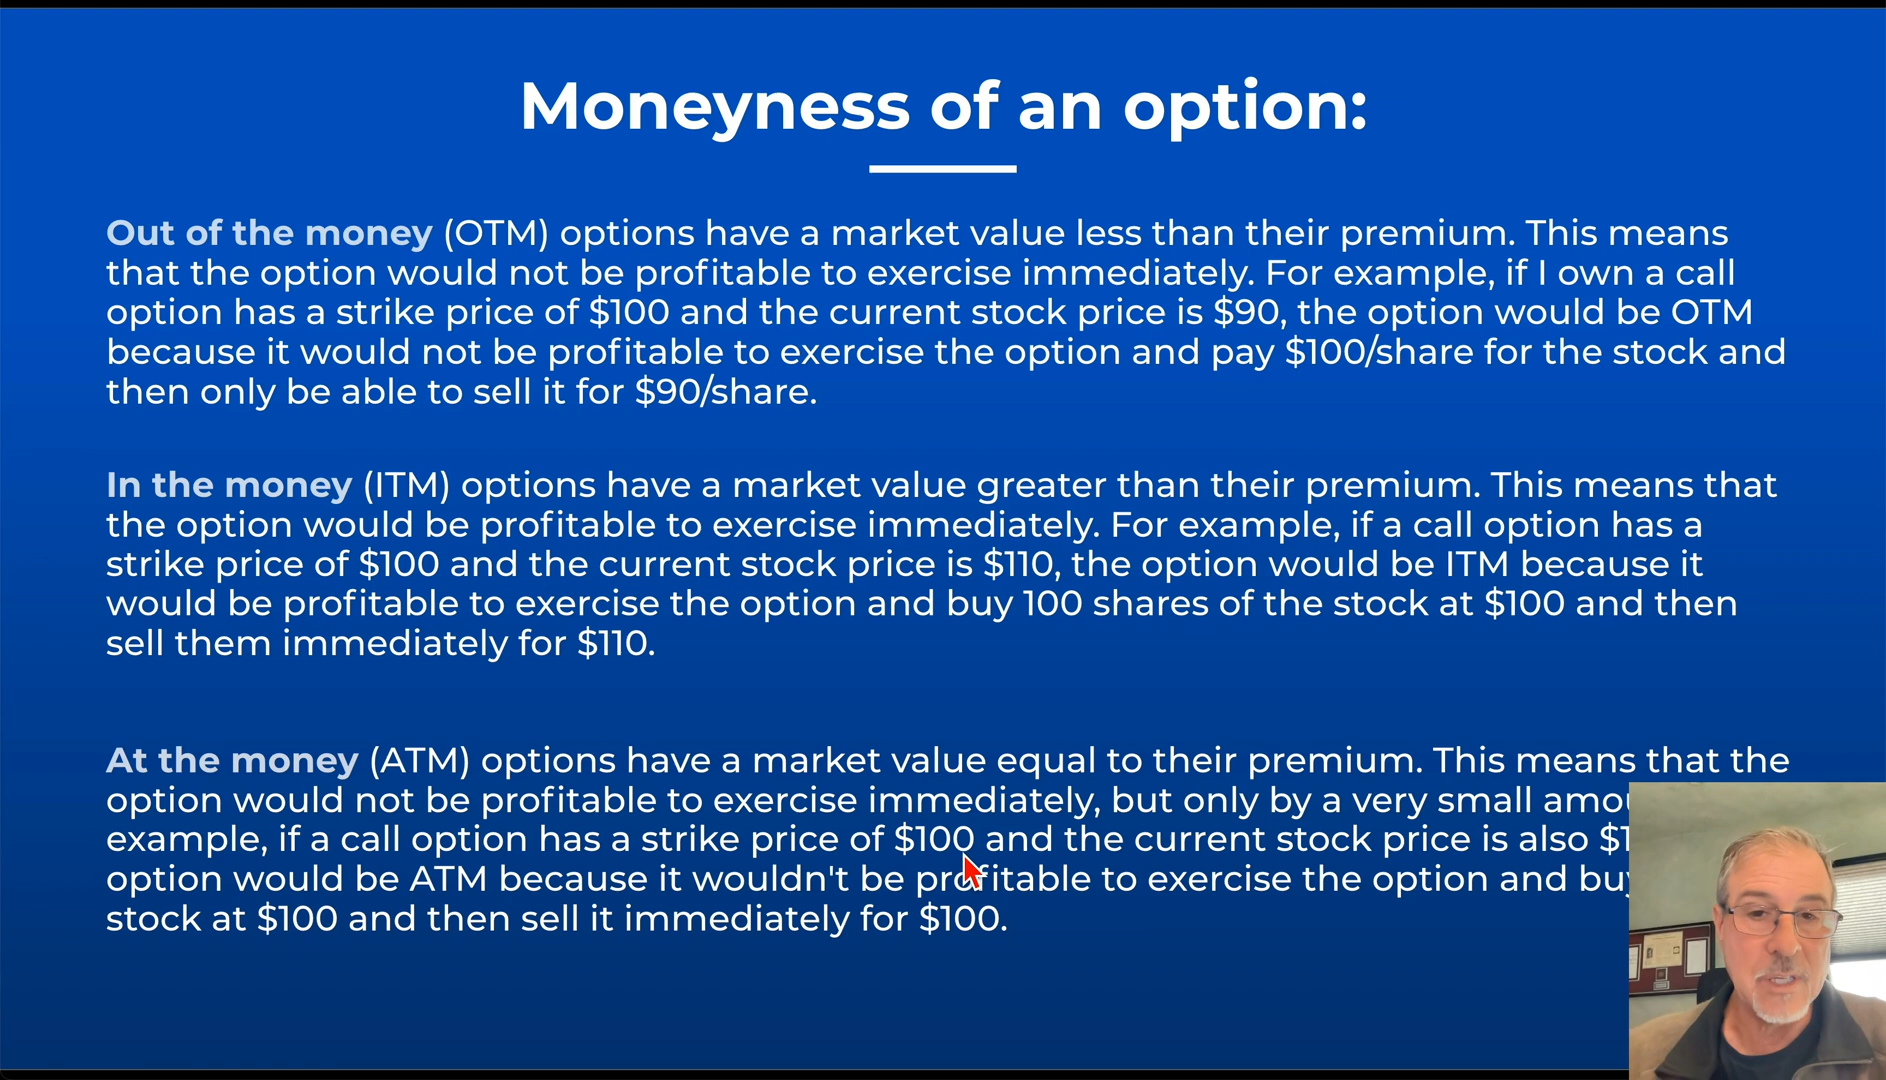 Moneyness of an option:
Out of the money (OTM) options have a market value less than their premium. This means
that the option would not be profitable to exercise immediately. For example, if I own a call
option has a strike price of $100 and the current stock price is $90, the option would be OTM
because it would not be profitable to exercise the option and pay $100/share for the stock and
then only be able to sell it for $90/share.
In the money (ITM) options have a market value greater than their premium. This means that
the option would be profitable to exercise immediately. For example, if a call option has a
strike price of $100 and the current stock price is $110, the option would be ITM because it
would be profitable to exercise the option and buy 100 shares of the stock at $100 and then
sell them immediately for $110.
At the money (ATM) options have a market value equal to their premium. This means that the
option would not be profitable to exercise immediately, but only by a very small
example, if a call option has a strike price of $100 and the current stock price is also
option would be ATM because it wouldn't be profitable to exercise the option and
stock at $100 and then sell it immediately for $100.